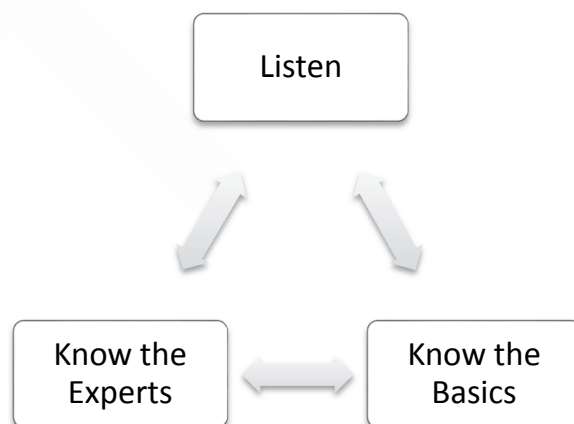 Listen
Know the
Experts
Know the
Basics